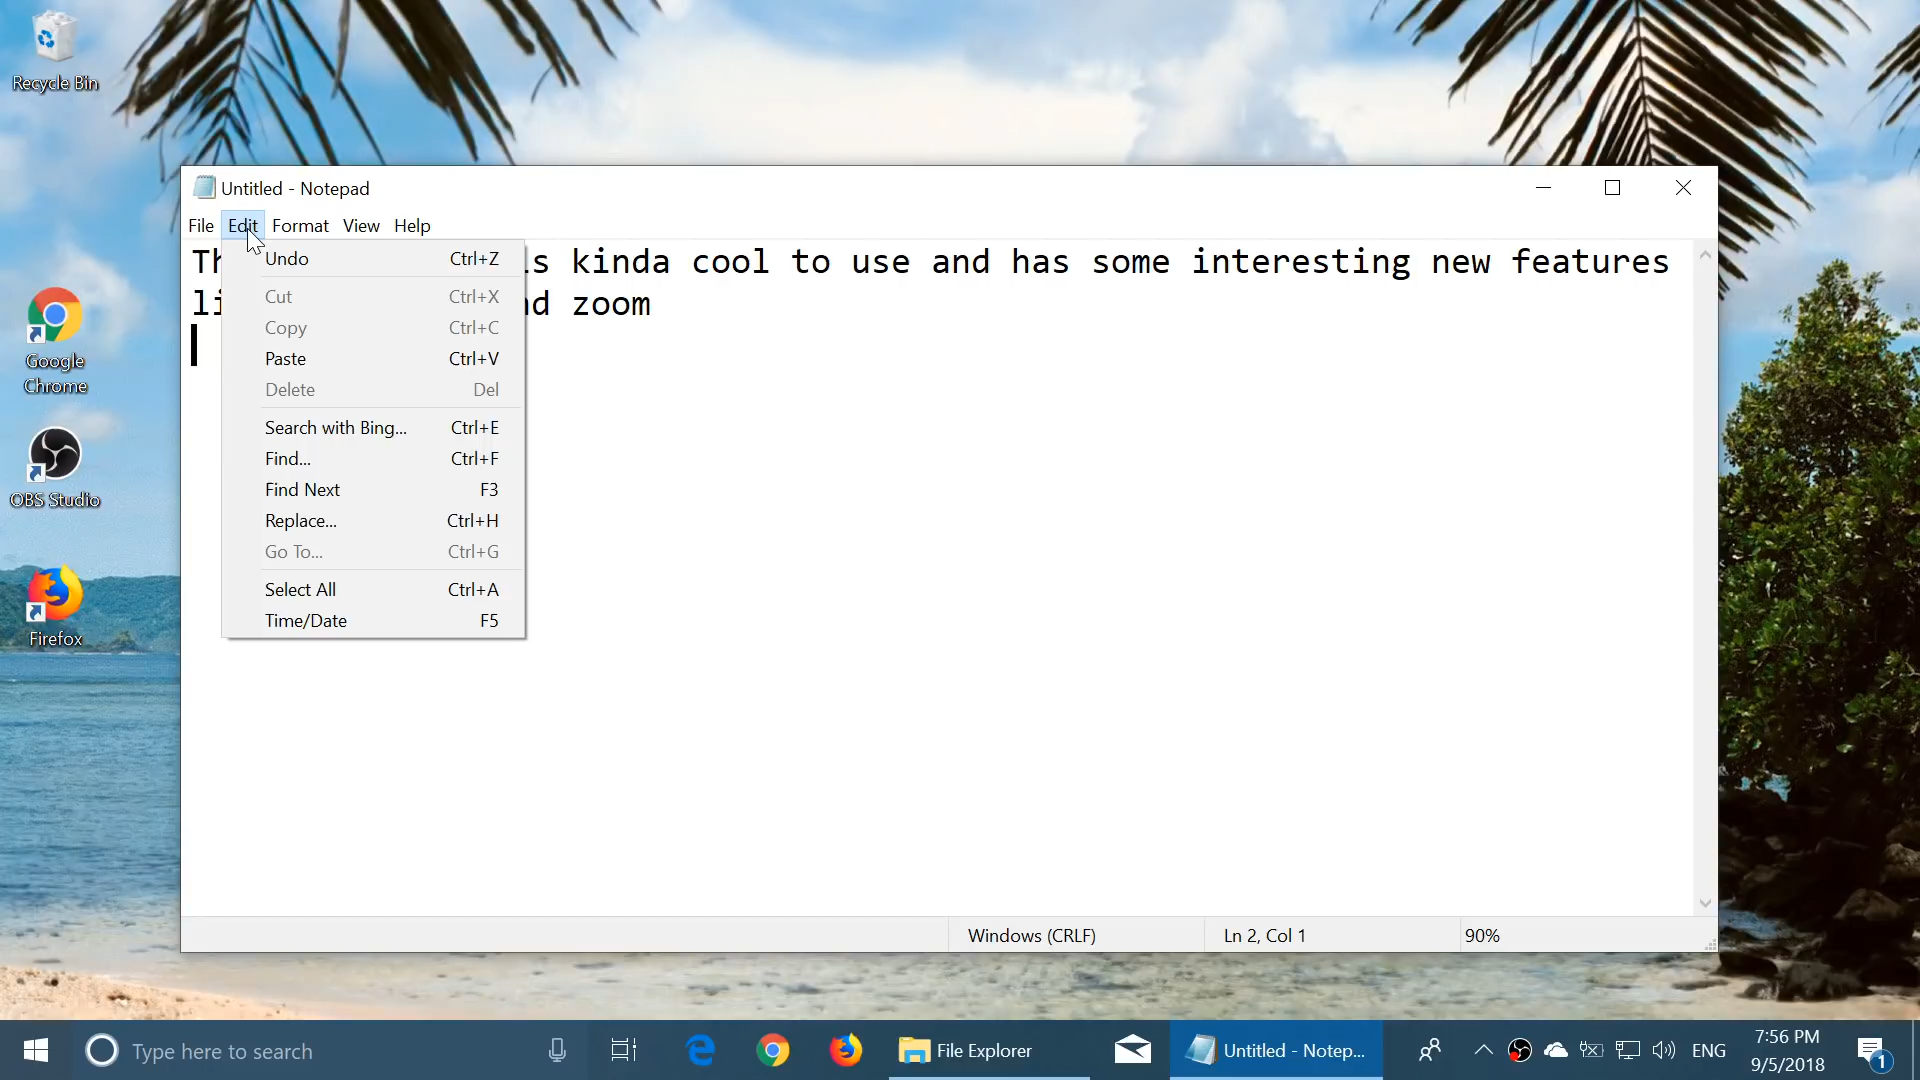 Recycle Bin
Google
Chrome
OBS Studio
Firefox
Untitled - Notepad
File Edit Format View Help
is kinda cool to use and has some interesting new features
zoom
Undo Ctrl+Z
Cut Ctrl+X
Copy Ctrl+C
Paste Ctrl+V
Delete Del
Search with Bing... Ctrl+E
Find... Ctrl+F
Find Next F3
Replace... Ctrl+H
Go To... Ctrl+G
Select All Ctrl+A
Time/Date F5
Windows (CRLF) Ln 2, Col 1 90%
Type here to search
File Explorer
Untitled - Notep...
ENG
7:56 PM
9/5/2018
1